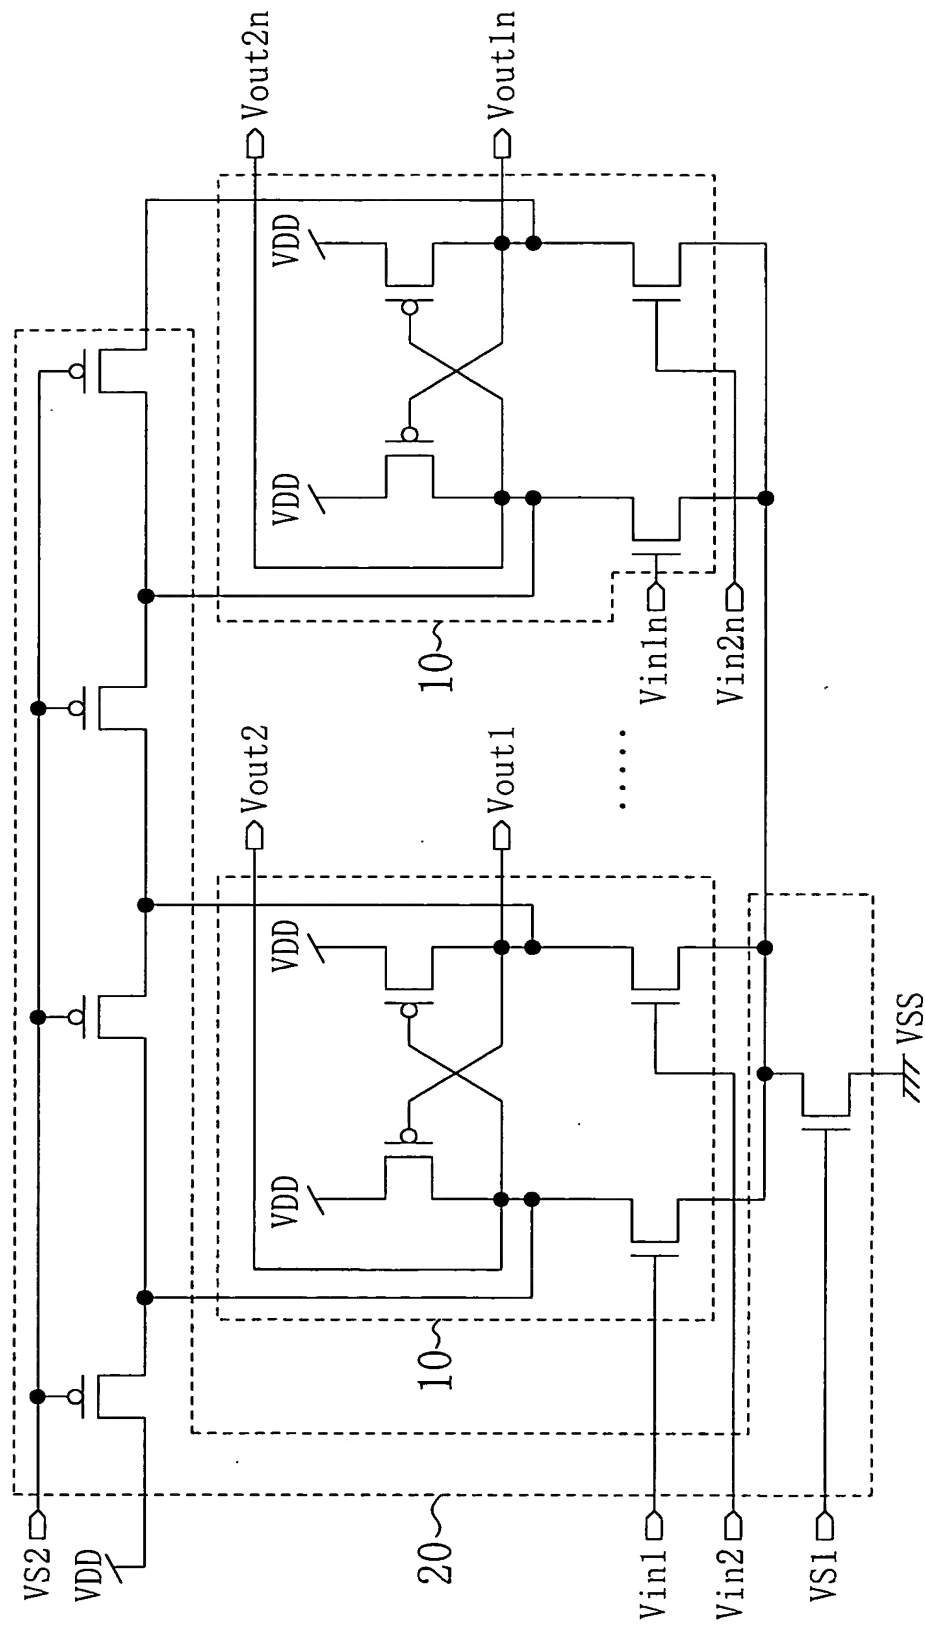 VS2
VDD
Vout2
Vout2n
VDD
VDD
VDD
VDD
10
10
Vout1
Vout1n
.....
Vin1n
Vin2n
20
Vin1
Vin2
VS1
VSS